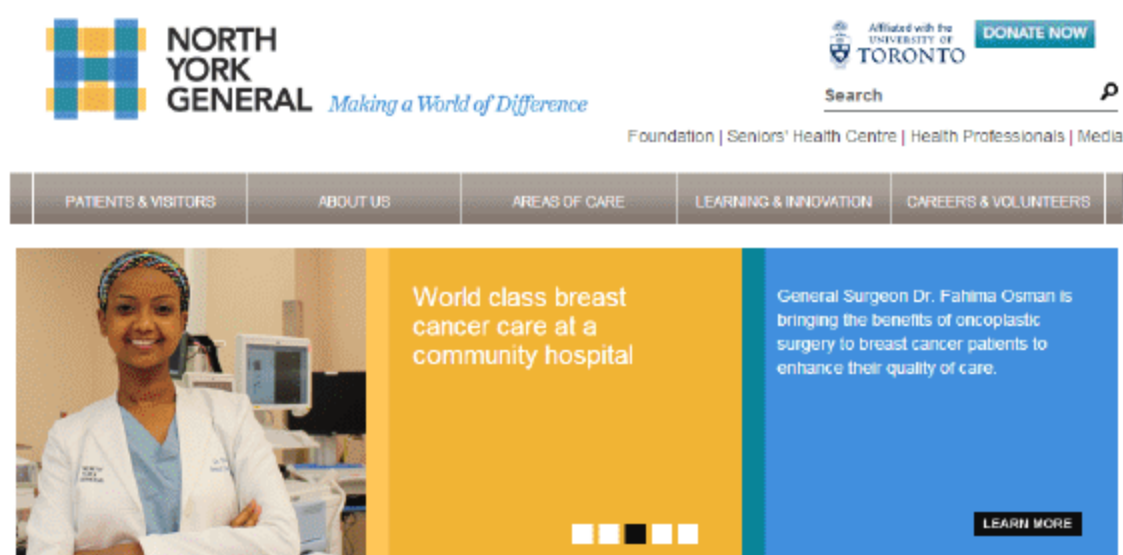 NORTH
YORK
GENERAL
Making a World of Difference
Affiliated with the
UNIVERSITY OF
TORONTO
DONATE NOW
Search
Foundation | Seniors' Health Centre | Health Professionals | Media
PATIENTS & VISITORS
ABOUT US
AREAS OF CARE
LEARNING & INNOVATION
CAREERS & VOLUNTEERS
NORTH
YORK
GENERAL
World class breast
cancer care at a
community hospital
General Surgeon Dr. Fahima Osman is
bringing the benefits of oncoplastic
surgery to breast cancer patients to
enhance their quality of care.
LEARN MORE